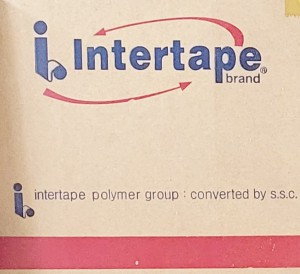 Intertape®
brand
intertape polymer group : converted by s.s.c.